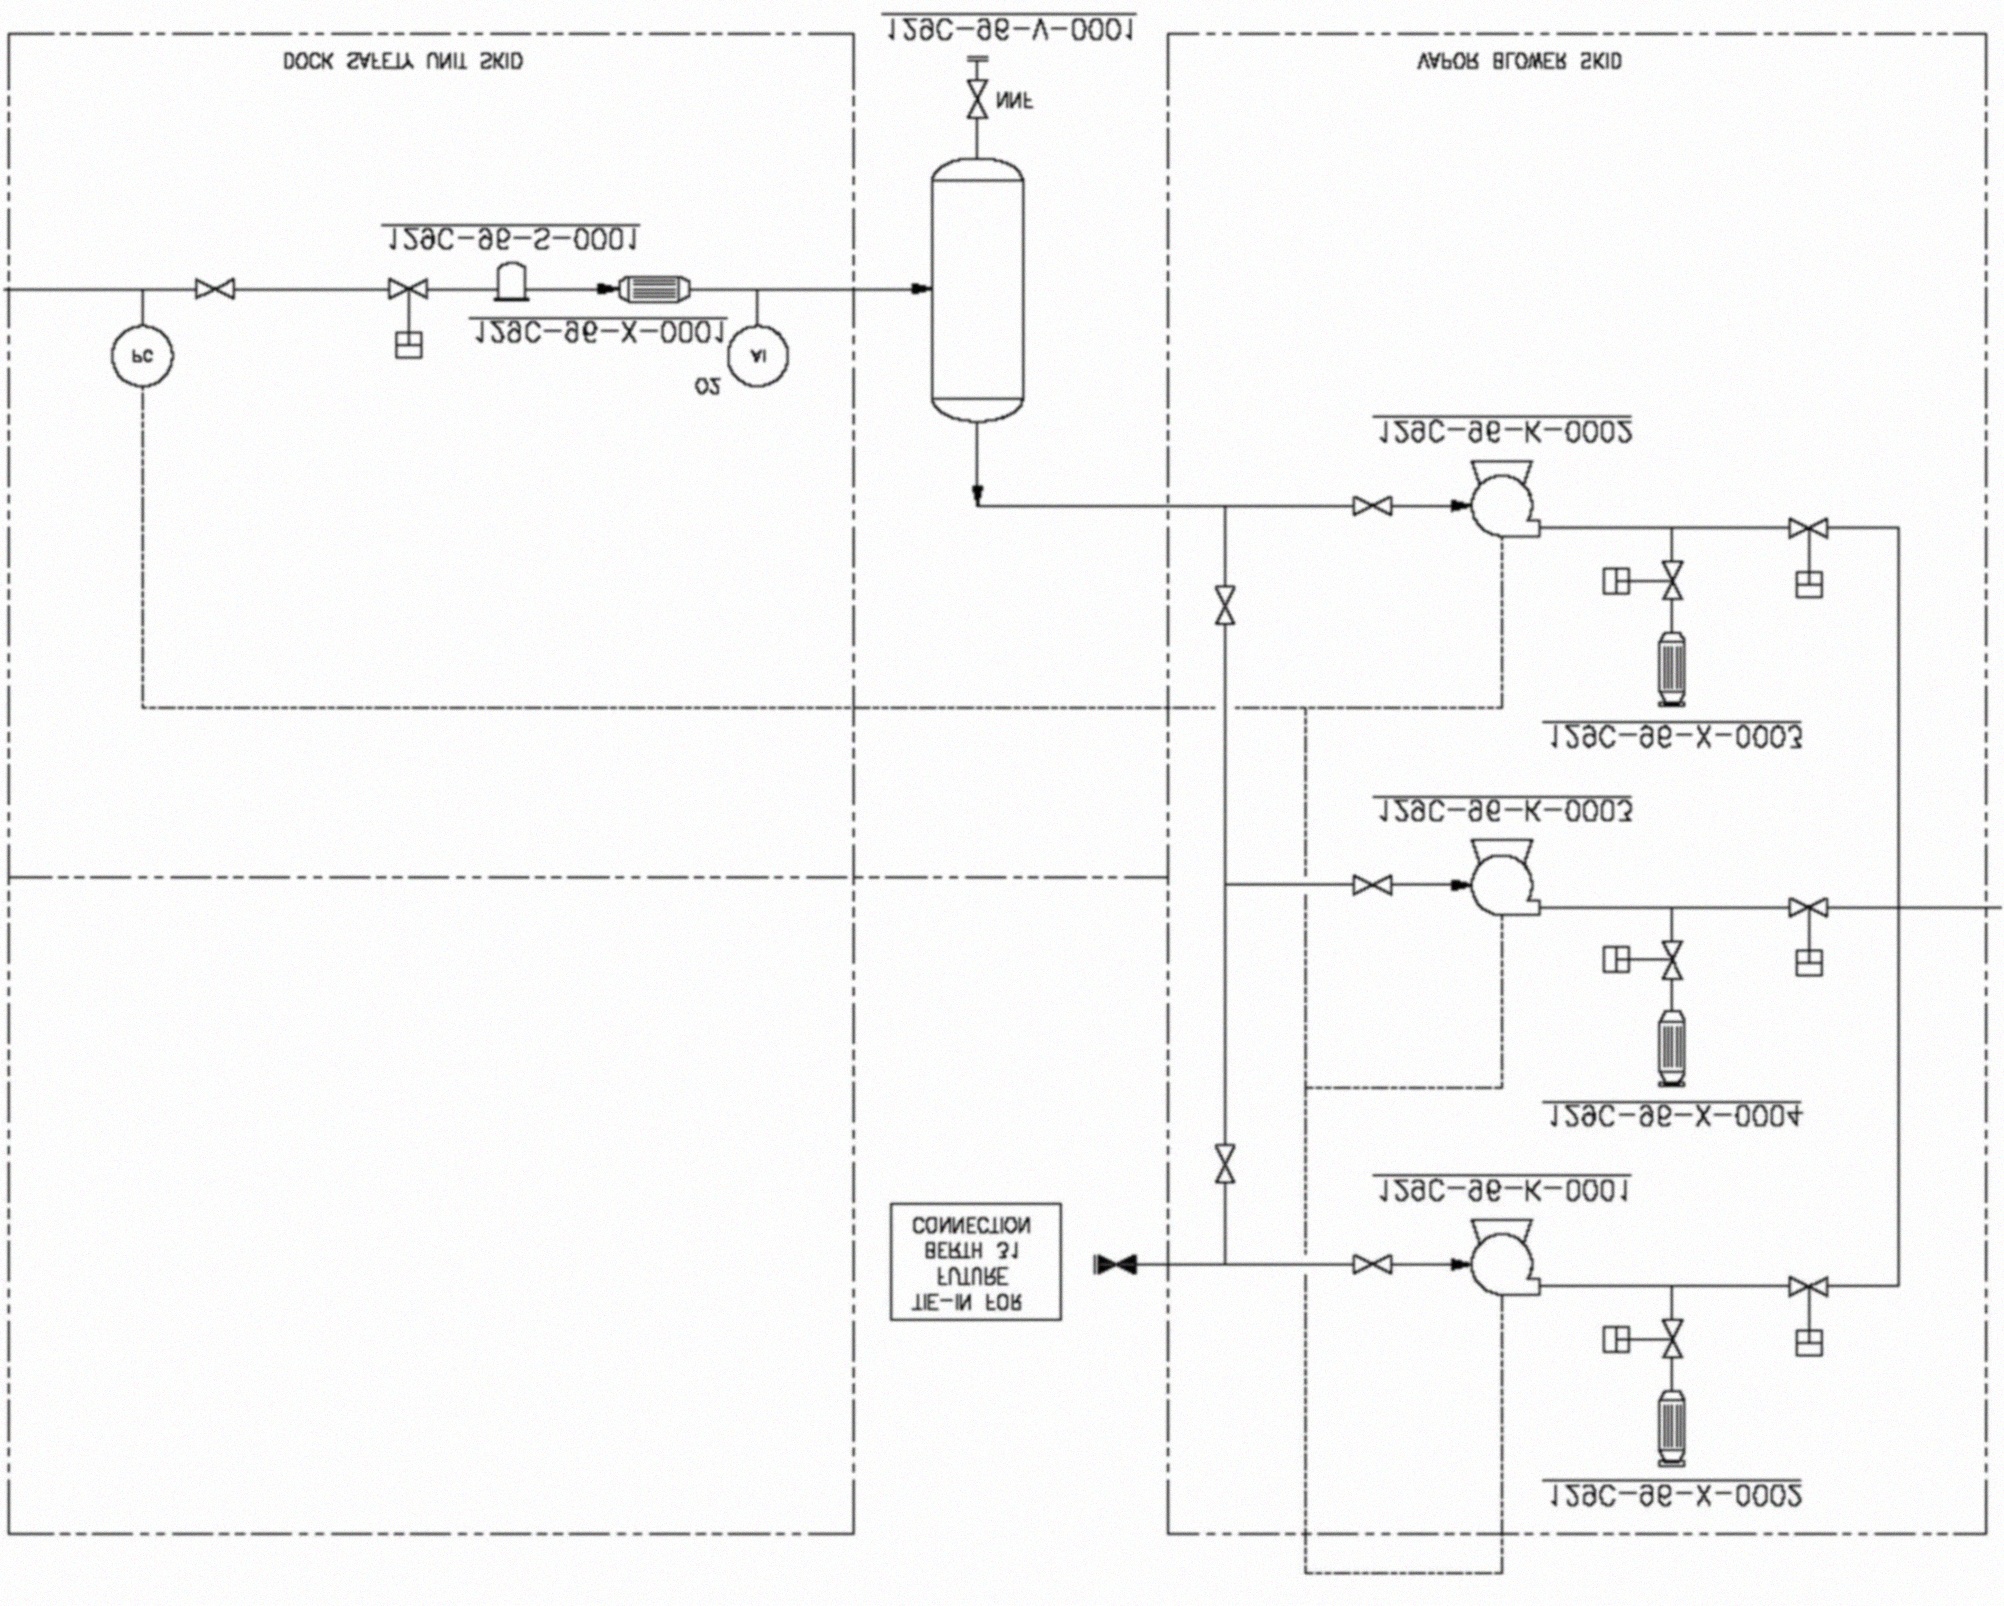 129C-96-V-0001
DOCK SAFETY UNIT SKID
VAPOR BLOWER SKID
NNF
129C-96-S-0001
129C-96-X-0001
PC
AI
O2
129C-96-K-0002
129C-96-X-0003
129C-96-K-0003
129C-96-X-0004
129C-96-K-0001
TIE-IN FOR
FUTURE
BERTH 31
CONNECTION
129C-96-X-0002